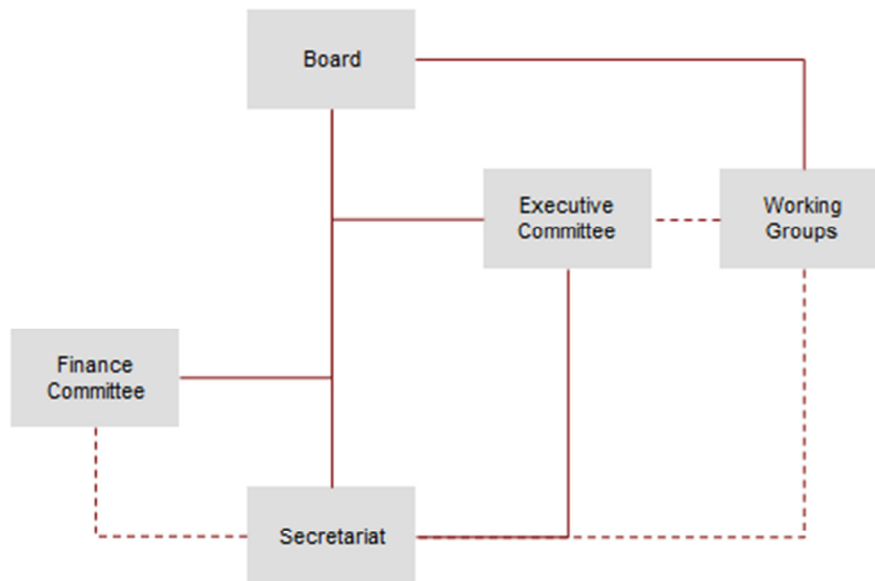 Board
Executive
Committee
Working
Groups
Finance
Committee
Secretariat